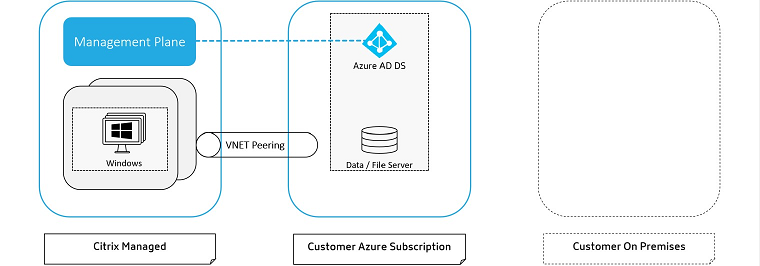 Management Plane
Azure AD DS
Windows
VNET Peering
Data / File Server
Citrix Managed
Customer Azure Subscription
Customer On Premises